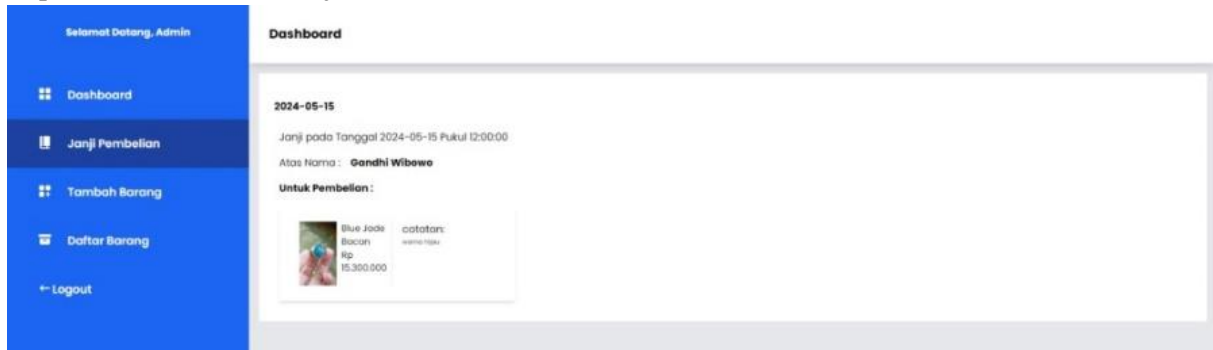 Selamat Datang, Admin
Dashboard
Dashboard
Janji Pembelian
Tambah Barang
Daftar Barang
←Logout
2024-05-15
Janji pada Tanggal 2024-05-15 Pukul 12:00:00
Atas Nama : Gandhi Wibowo
Untuk Pembelian :
Blue Jade
Bacan
Rp
15.300.000
catatan:
warna hijau